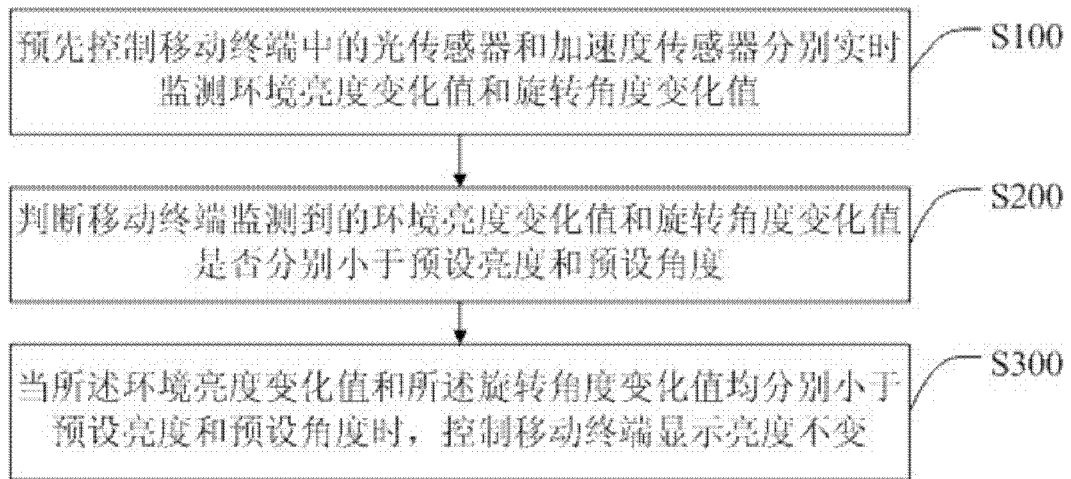 预先控制移动终端中的光传感器和加速度传感器分别实时
监测环境亮度变化值和旋转角度变化值
S100
判断移动终端监测到的环境亮度变化值和旋转角度变化值
是否分别小于预设亮度和预设角度
S200
当所述环境亮度变化值和所述旋转角度变化值均分别小于
预设亮度和预设角度时，控制移动终端显示亮度不变
S300